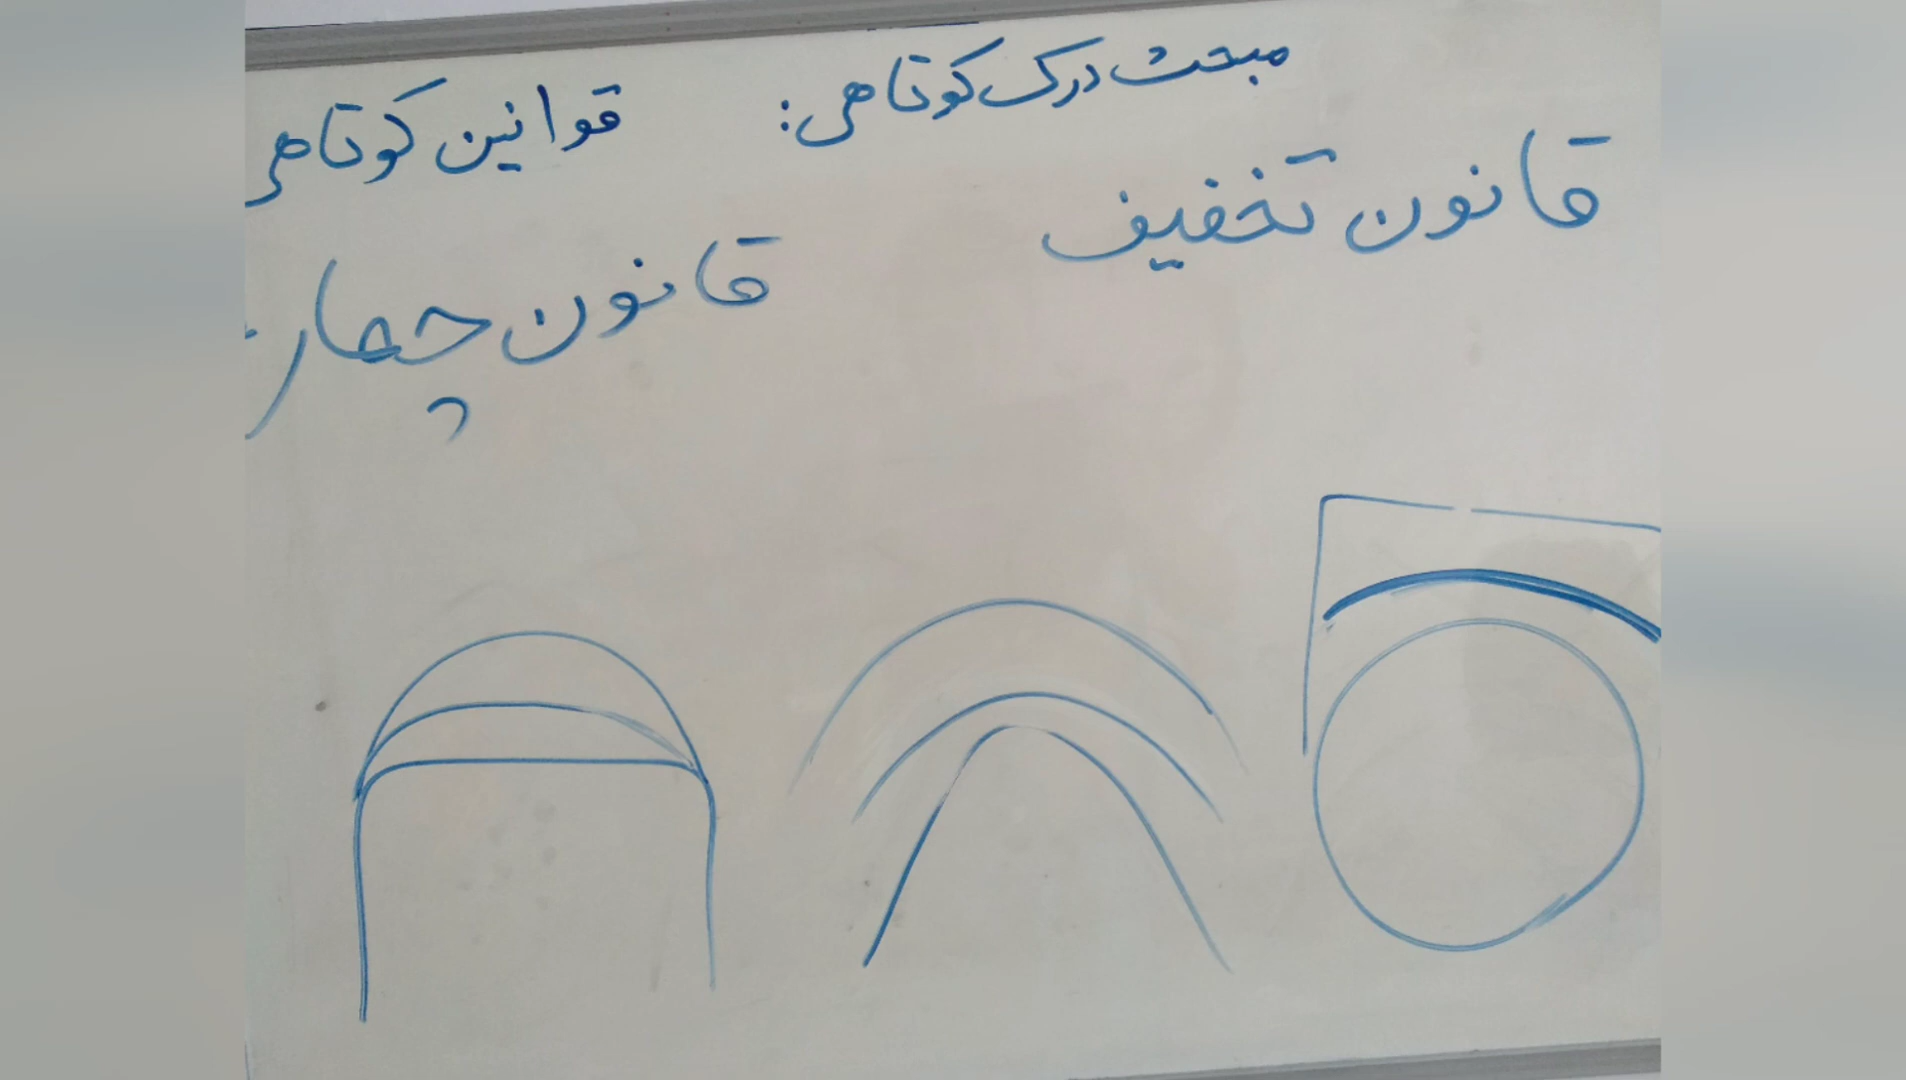 مبحث درک کوتاهی: قوانین کوتاهی
قانون تخفیف
قانون چهار